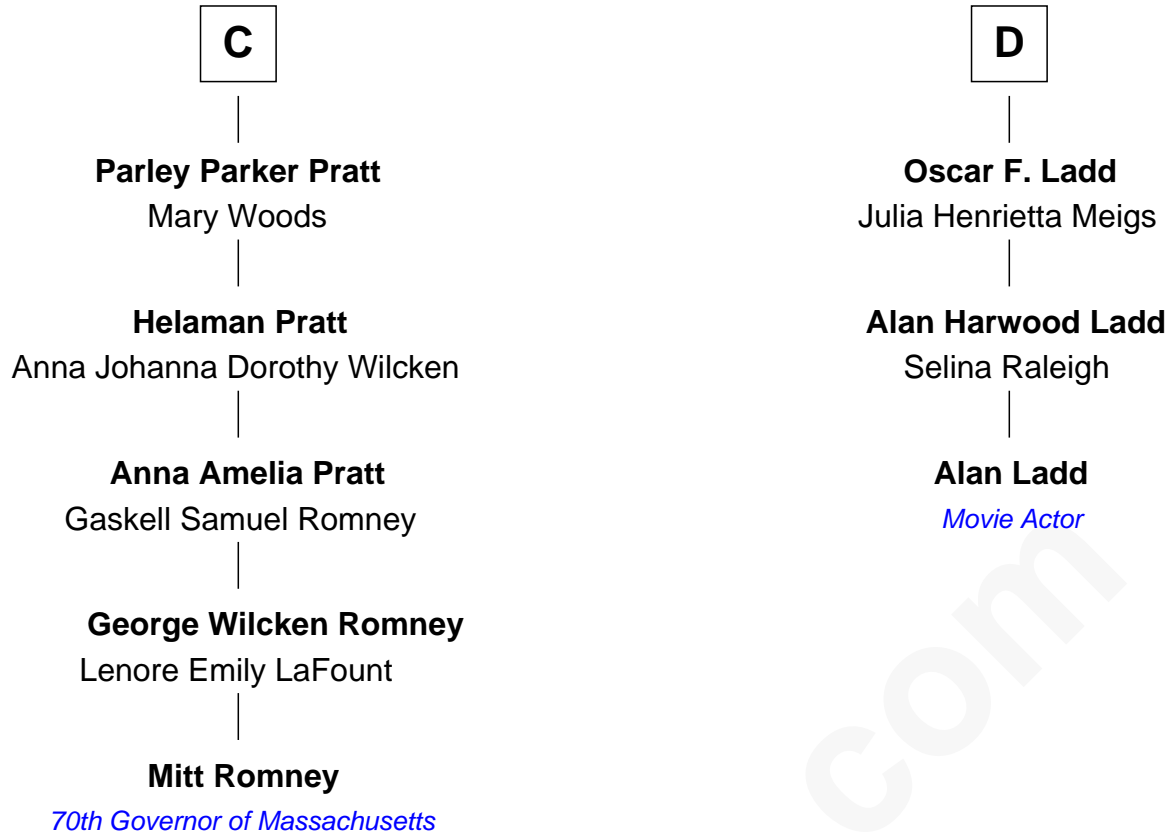 C
Parley Parker Pratt
Mary Woods
Helaman Pratt
Anna Johanna Dorothy Wilcken
Anna Amelia Pratt
Gaskell Samuel Romney
George Wilcken Romney
Lenore Emily LaFount
Mitt Romney
70th Governor of Massachusetts
D
Oscar F. Ladd
Julia Henrietta Meigs
Alan Harwood Ladd
Selina Raleigh
Alan Ladd
Movie Actor
com